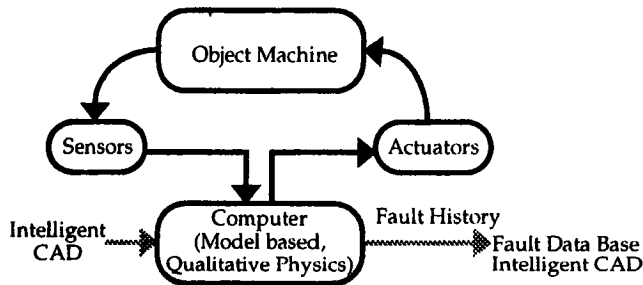 Object Machine
Sensors
Actuators
Intelligent
CAD
Computer
(Model based,
Qualitative Physics)
Fault History
Fault Data Base
Intelligent CAD